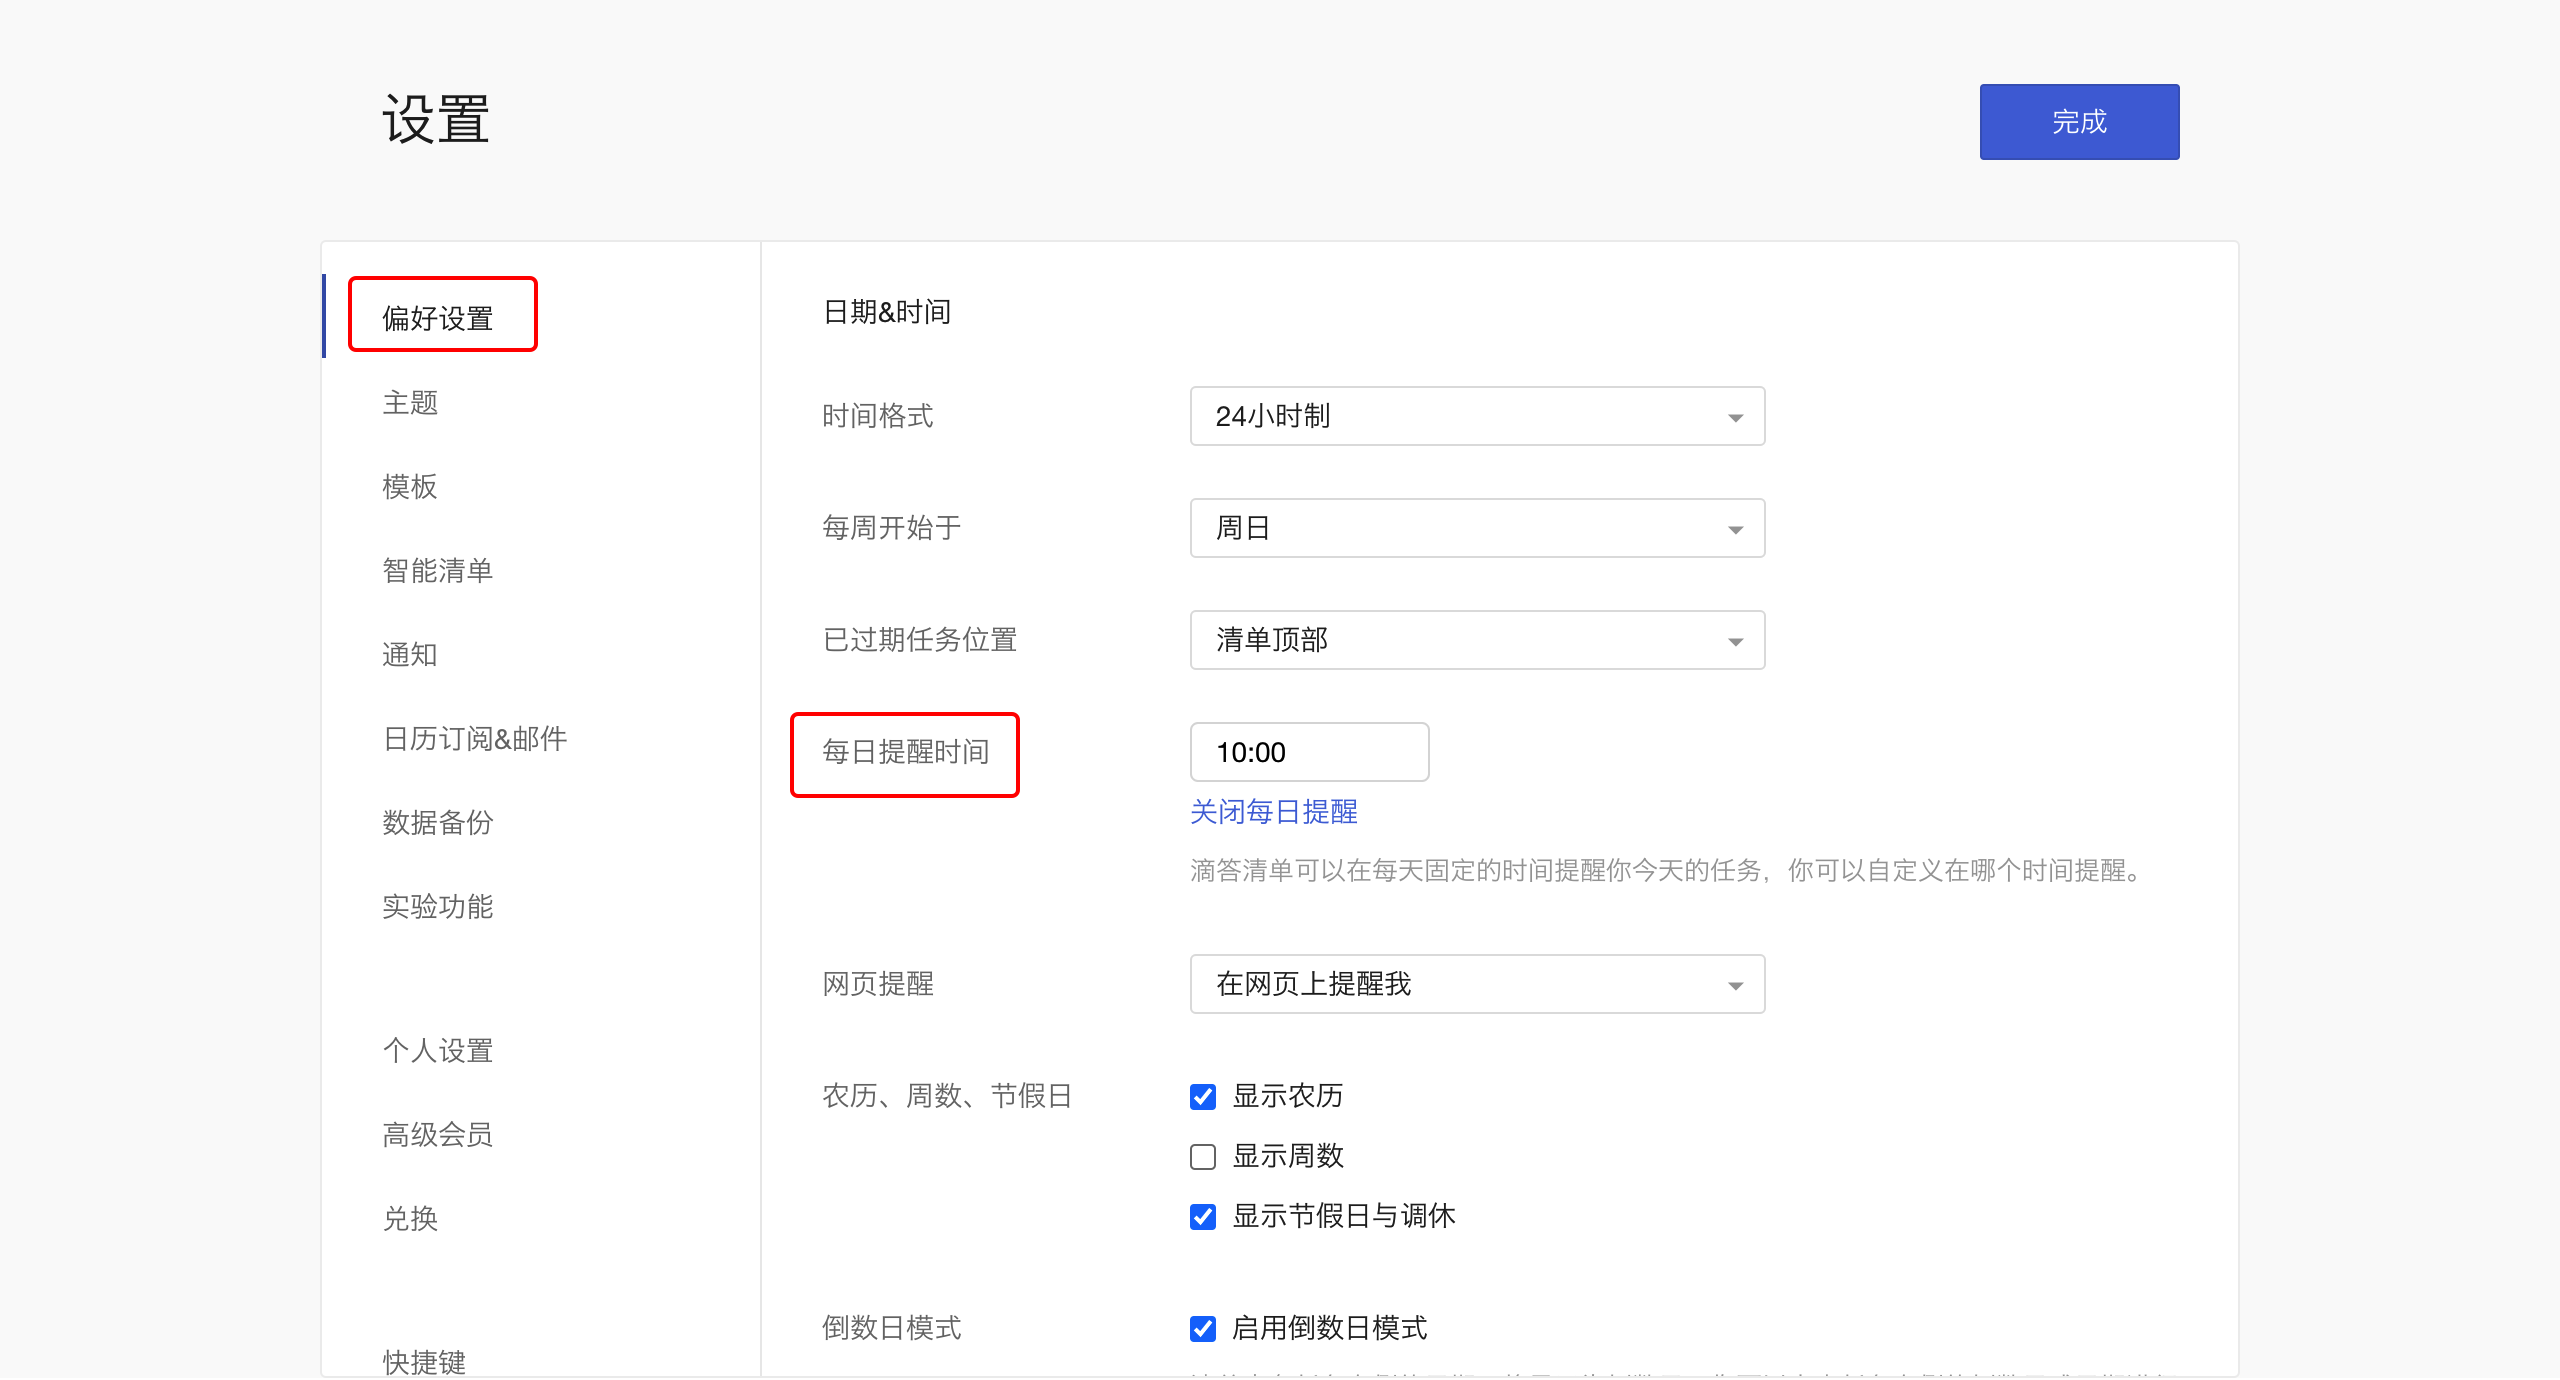 设置
完成
偏好设置
主题
模板
智能清单
通知
日历订阅&邮件
数据备份
实验功能
个人设置
高级会员
兑换
快捷键
日期&时间
时间格式
24小时制
每周开始于
周日
已过期任务位置
清单顶部
每日提醒时间
10:00
关闭每日提醒
滴答清单可以在每天固定的时间提醒你今天的任务，你可以自定义在哪个时间提醒。
网页提醒
在网页上提醒我
农历、周数、节假日
显示农历
显示周数
显示节假日与调休
倒数日模式
启用倒数日模式